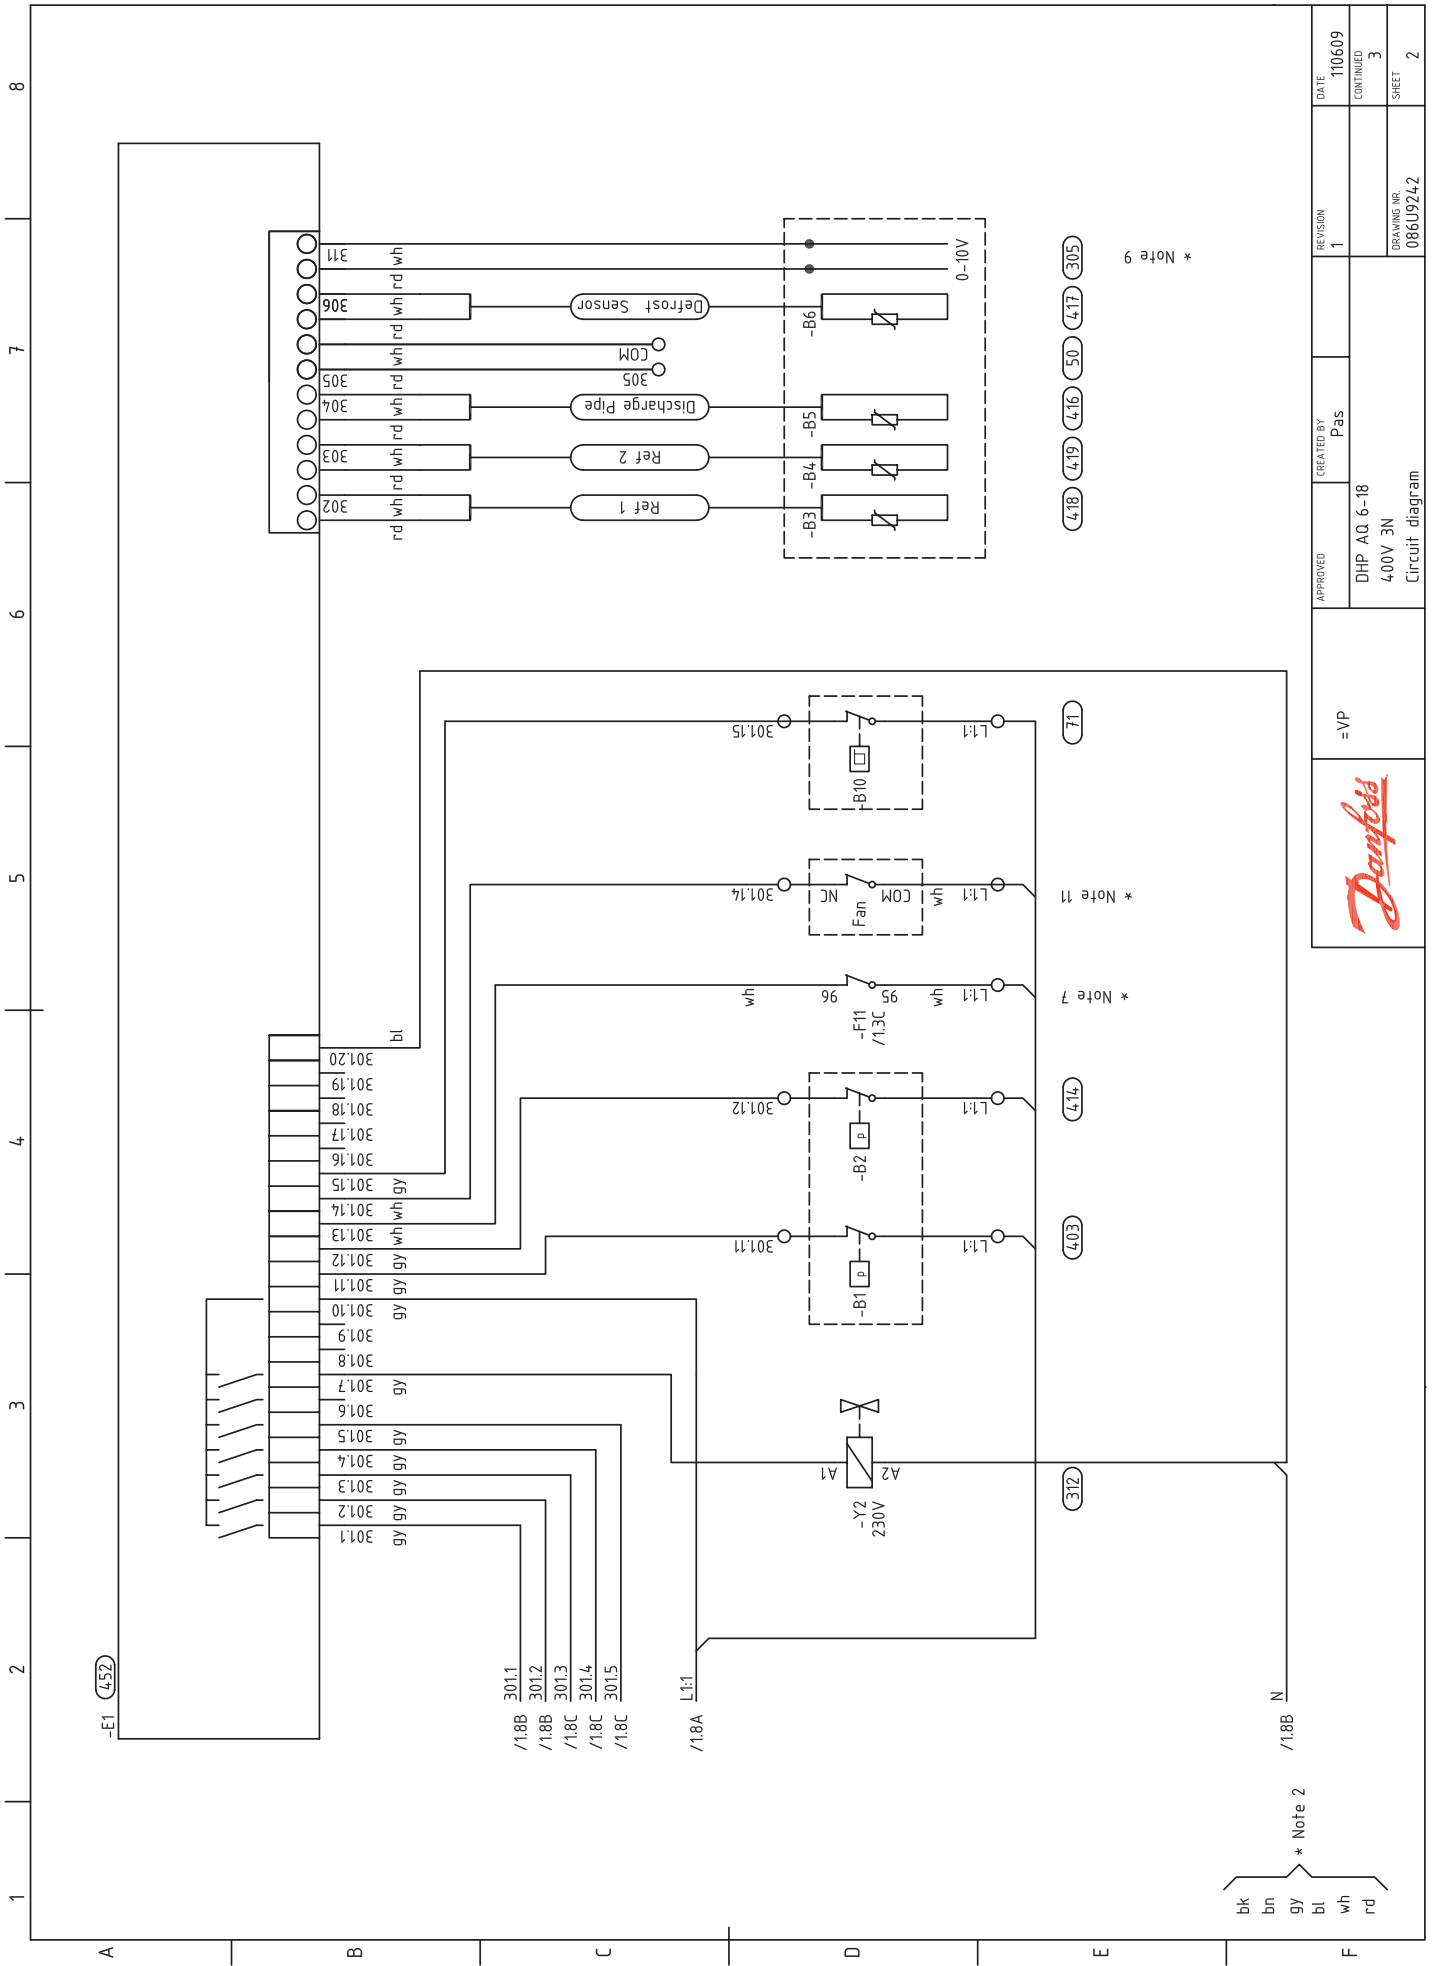 1
2
3
4
5
6
7
8
A
B
C
D
E
F
-E1
452
301.1
301.2
301.3
301.4
301.5
301.6
301.7
301.8
301.9
301.10
301.11
301.12
301.13
301.14
301.15
301.16
301.17
301.18
301.19
301.20
gy
gy
gy
gy
gy
gy
gy
gy
wh
wh
gy
bl
302
303
304
305
306
311
rd wh
rd wh
rd wh
rd wh
rd wh
rd wh
/1.8B 301.1
/1.8B 301.2
/1.8C 301.3
/1.8C 301.4
/1.8C 301.5
/1.8A L1:1
/1.8B N
Ref 1
Ref 2
Discharge Pipe
305
COM
Defrost Sensor
-Y2
230V
A1
A2
301.11
-B1
p
L1:1
301.12
-B2
p
L1:1
wh
96
-F11
/1.3C
95
wh
L1:1
301.14
NC
Fan
COM
wh
L1:1
301.15
-B10
L1:1
-B3
-B4
-B5
-B6
0-10V
312
403
414
* Note 7
* Note 11
71
418
419
416
50
417
305
* Note 9
bk
bn
gy
bl
wh
rd
* Note 2
Danfoss
=VP
APPROVED
CREATED BY
Pas
REVISION
1
DATE
110609
DHP AQ 6-18
400V 3N
Circuit diagram
CONTINUED
3
DRAWING NR.
086U9242
SHEET
2